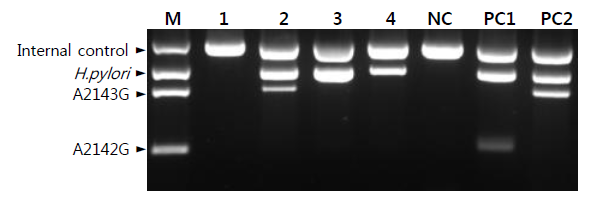 M 1 2 3 4 NC PC1 PC2
Internal control ►
H.pylori ►
A2143G ►
A2142G ►